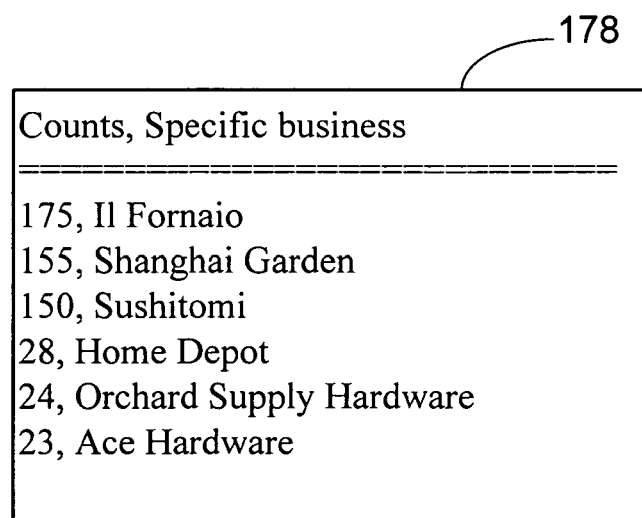 178
Counts, Specific business
============================
175, Il Fornaio
155, Shanghai Garden
150, Sushitomi
28, Home Depot
24, Orchard Supply Hardware
23, Ace Hardware